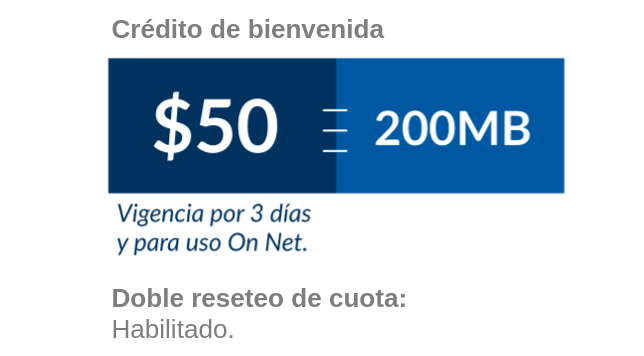 Crédito de bienvenida
$50 200MB
Vigencia por 3 días
y para uso On Net.
Doble reseteo de cuota:
Habilitado.